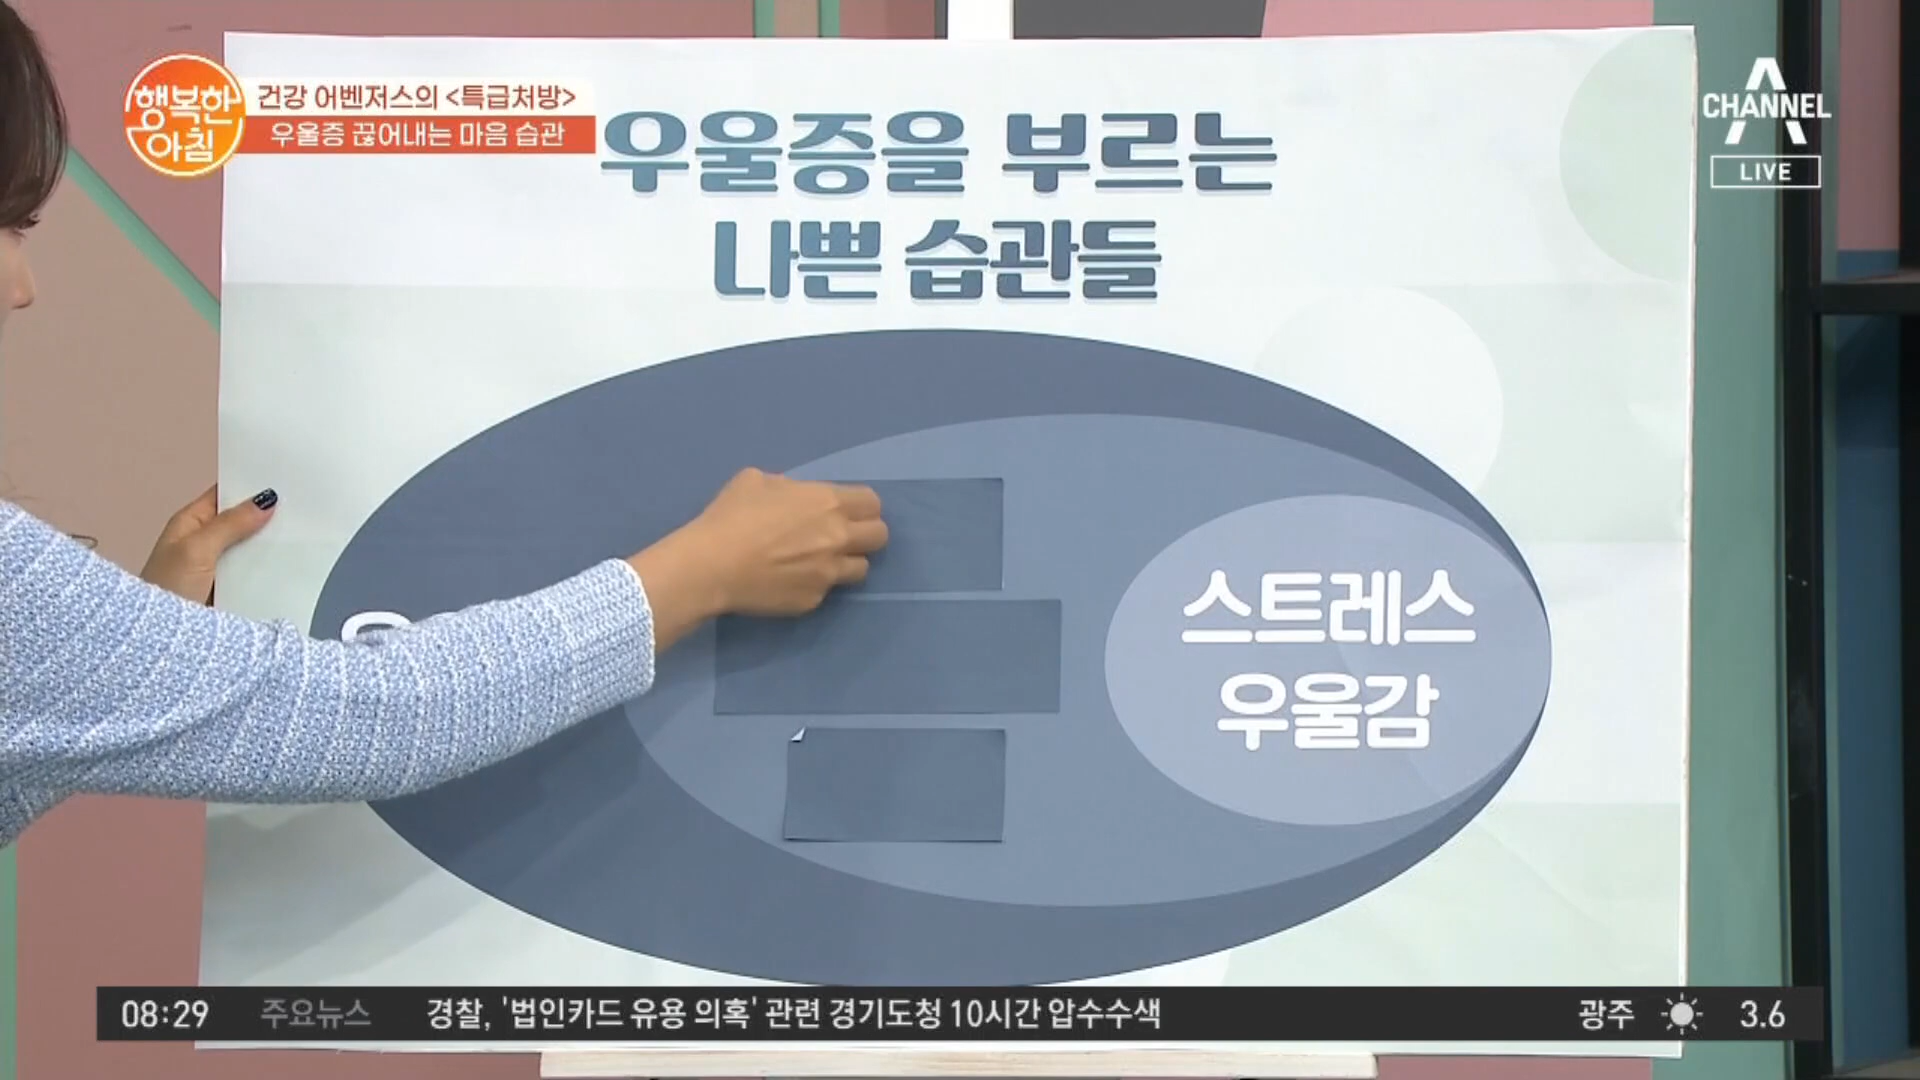 행복한
아침
건강 어벤저스의 <특급처방>
우울증 끊어내는 마음 습관
CHANNEL A
LIVE
우울증을 부르는
나쁜 습관들
스트레스
우울감
08:29 주요뉴스 경찰, '법인카드 유용 의혹' 관련 경기도청 10시간 압수수색 광주 3.6